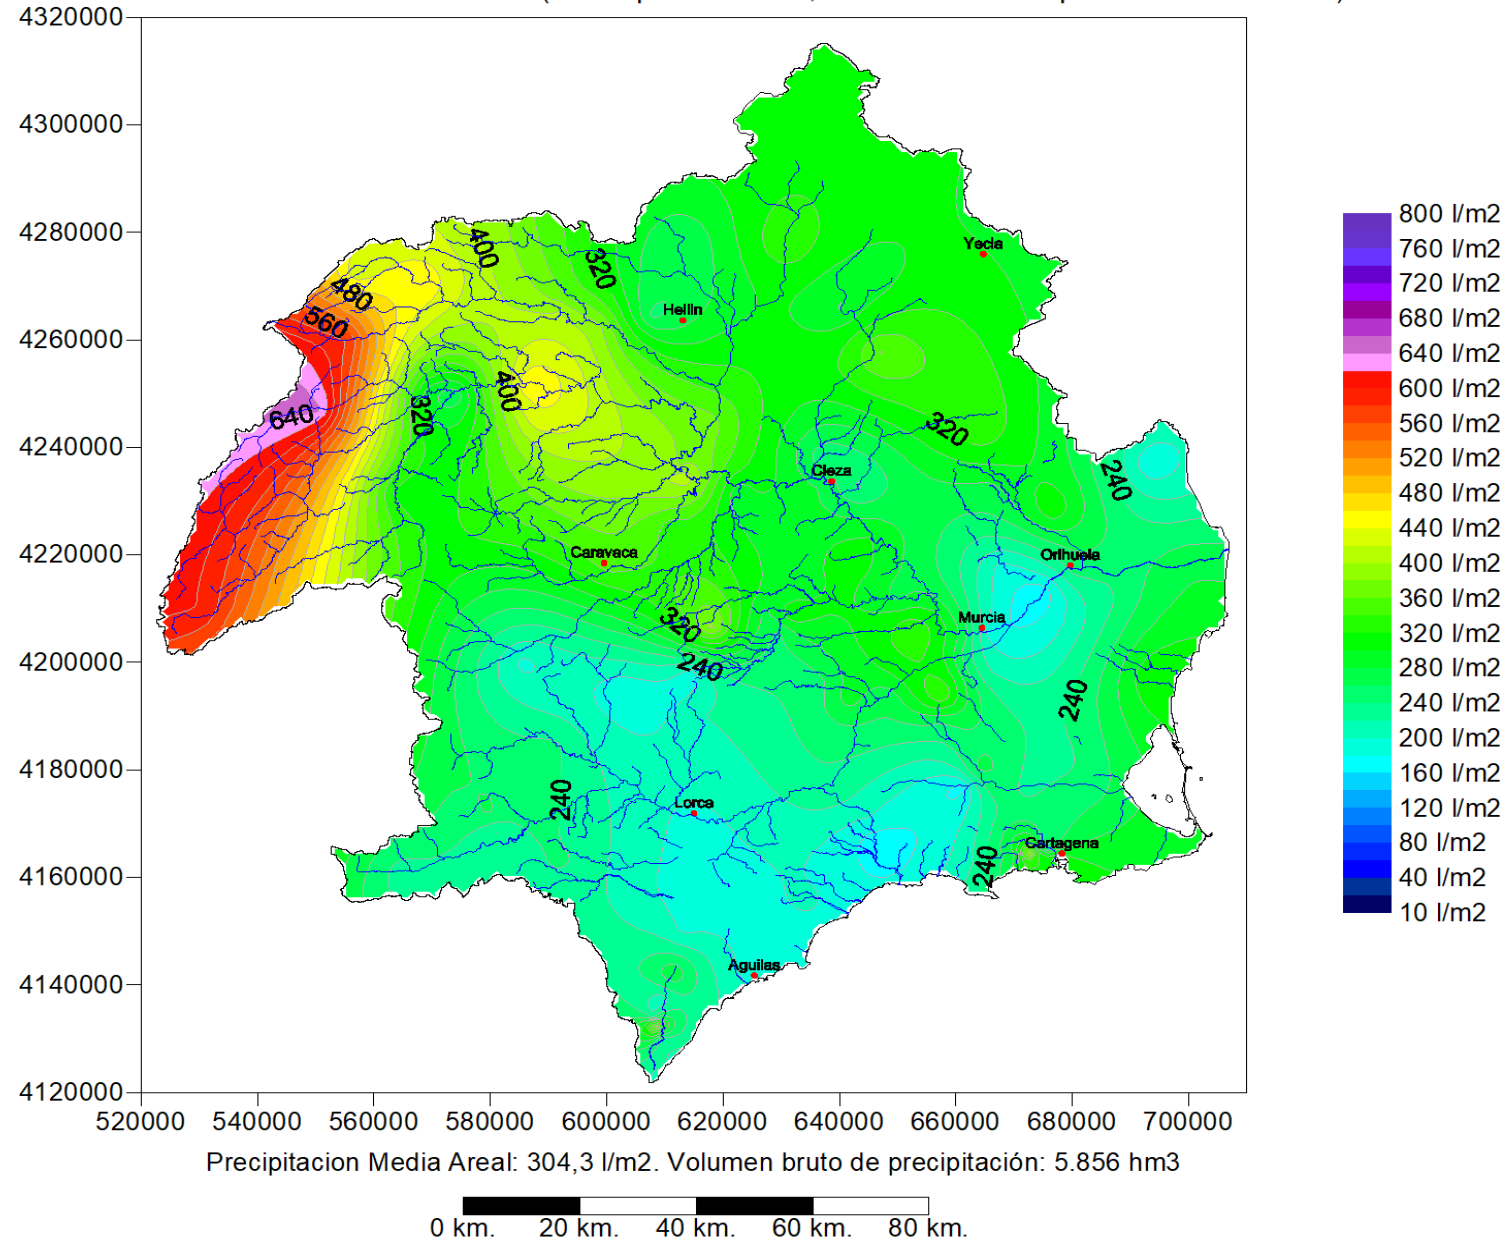 4320000
4300000
4280000
4260000
4240000
4220000
4200000
4180000
4160000
4140000
4120000
520000 540000 560000 580000 600000 620000 640000 660000 680000 700000
400
320
480
560
640
320
400
320
240
320
240
240
240
240
Yecla
Hellin
Cieza
Caravaca
Orihuela
Murcia
Lorca
Cartagena
Aguilas
800 l/m2
760 l/m2
720 l/m2
680 l/m2
640 l/m2
600 l/m2
560 l/m2
520 l/m2
480 l/m2
440 l/m2
400 l/m2
360 l/m2
320 l/m2
280 l/m2
240 l/m2
200 l/m2
160 l/m2
120 l/m2
80 l/m2
40 l/m2
10 l/m2
Precipitacion Media Areal: 304,3 l/m2. Volumen bruto de precipitación: 5.856 hm3
0 km. 20 km. 40 km. 60 km. 80 km.